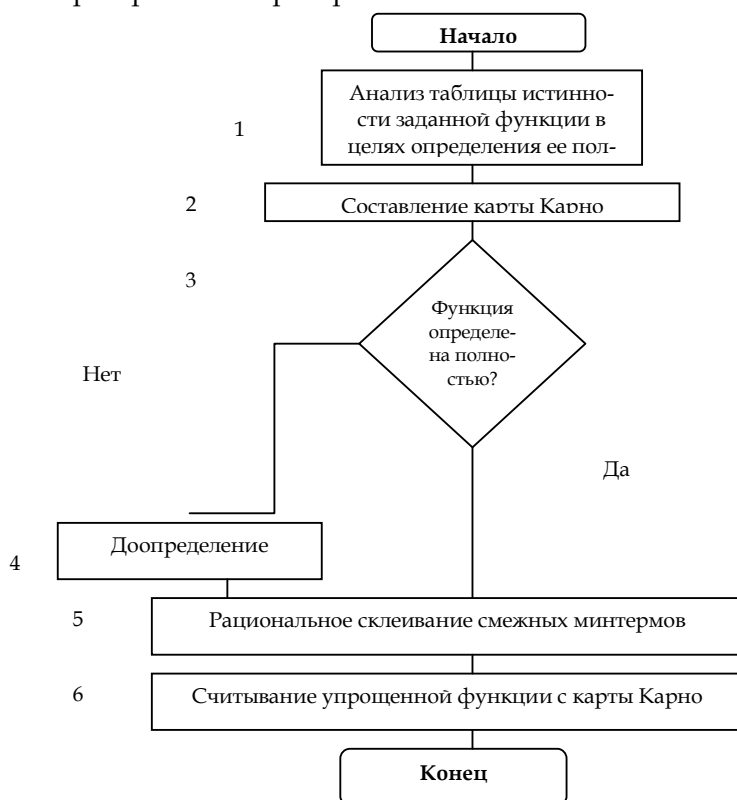 Начало
Анализ таблицы истинно-
сти заданной функции в
целях определения ее пол-
1
2
Составление карты Карно
3
Функция
определе-
на полно-
стью?
Нет
Да
Доопределение
4
5
Рациональное склеивание смежных минтермов
6
Считывание упрощенной функции с карты Карно
Конец